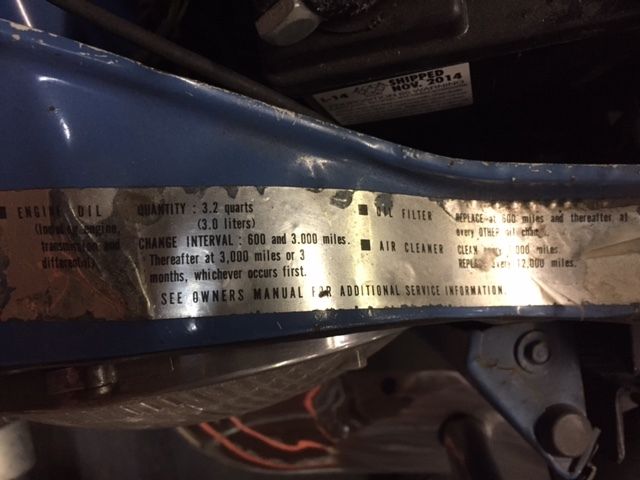 L-14
SHIPPED
NOV. 2014
■ ENGINE OIL
(Used in engine,
transmission and
differential)
QUANTITY : 3.2 quarts
(3.0 liters)
CHANGE INTERVAL : 600 and 3,000 miles.
Thereafter at 3,000 miles or 3
months, whichever occurs first.
■ OIL FILTER
REPLACE at 600 miles and thereafter at
every OTHER oil change.
■ AIR CLEANER
CLEAN every miles.
REPLACE every 12,000 miles.
SEE OWNERS MANUAL FOR ADDITIONAL SERVICE INFORMATION.